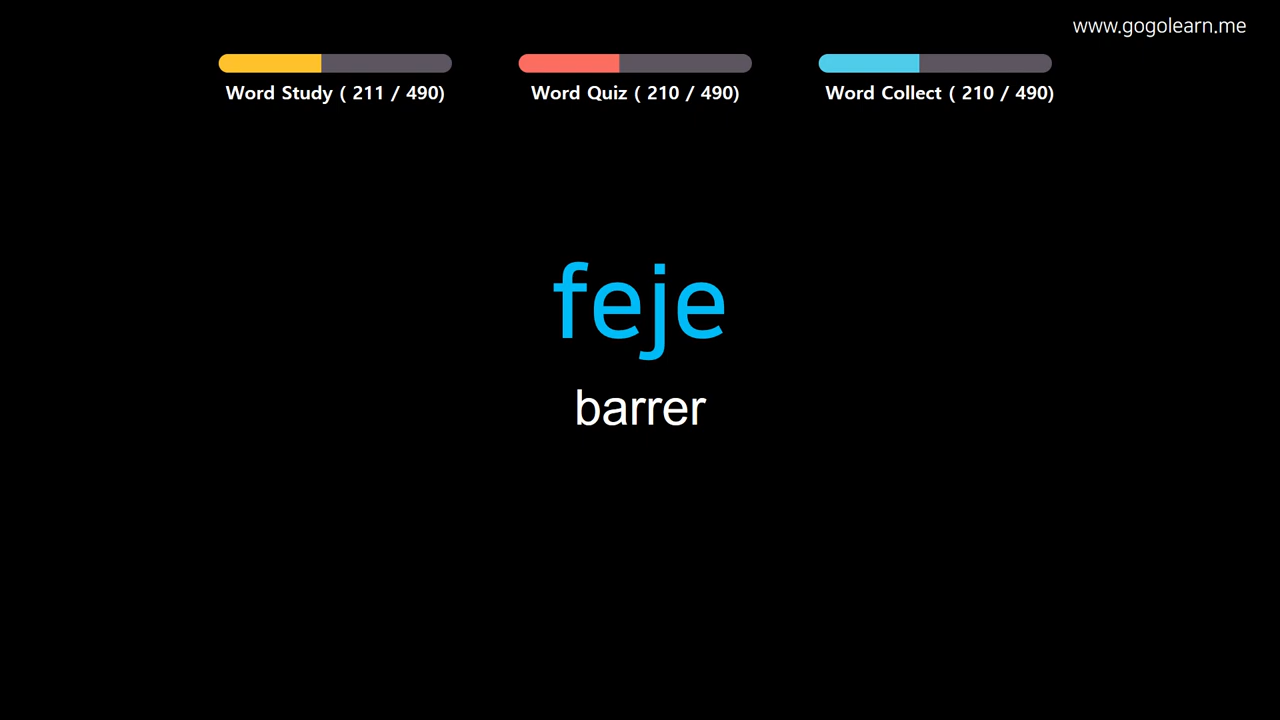 www.gogolearn.me
Word Study ( 211 / 490)
Word Quiz ( 210 / 490)
Word Collect ( 210 / 490)
feje
barrer